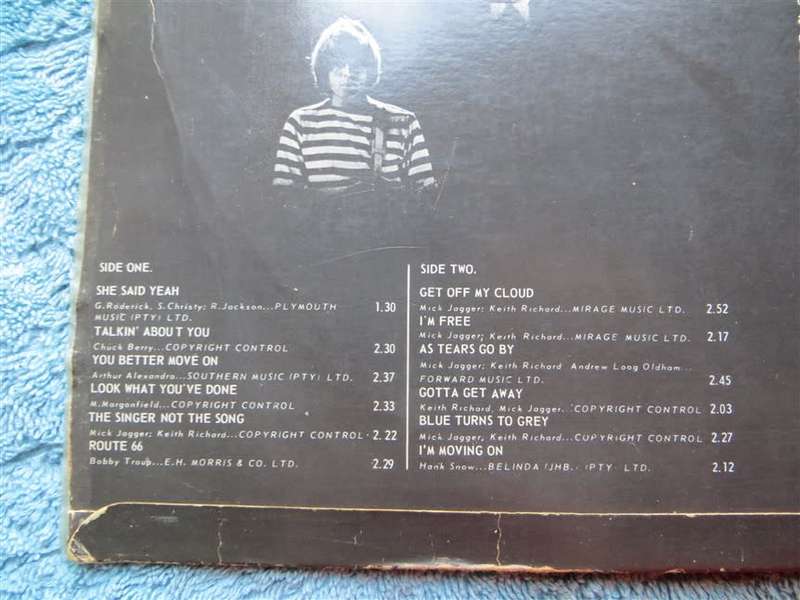 SIDE ONE.
SHE SAID YEAH
G. Roderick, S. Christy; R. Jackson...PLYMOUTH
MUSIC (PTY) LTD. 1.30
TALKIN' ABOUT YOU
Chuck Berry...COPYRIGHT CONTROL 2.30
YOU BETTER MOVE ON
Arthur Alexandra...SOUTHERN MUSIC (PTY) LTD. 2.37
LOOK WHAT YOU'VE DONE
M. Morganfield...COPYRIGHT CONTROL 2.33
THE SINGER NOT THE SONG
Mick Jagger; Keith Richard...COPYRIGHT CONTROL 2.22
ROUTE 66
Bobby Troup...E.H. MORRIS & CO. LTD. 2.29
SIDE TWO.
GET OFF MY CLOUD
Mick Jagger; Keith Richard...MIRAGE MUSIC LTD. 2.52
I'M FREE
Mick Jagger; Keith Richard...MIRAGE MUSIC LTD. 2.17
AS TEARS GO BY
Mick Jagger; Keith Richard Andrew Loog Oldham...
FORWARD MUSIC LTD. 2.45
GOTTA GET AWAY
Keith Richard, Mick Jagger...COPYRIGHT CONTROL 2.03
BLUE TURNS TO GREY
Mick Jagger, Keith Richard...COPYRIGHT CONTROL 2.27
I'M MOVING ON
Hank Snow...BELINDA (JHB.) (PTY) LTD. 2.12